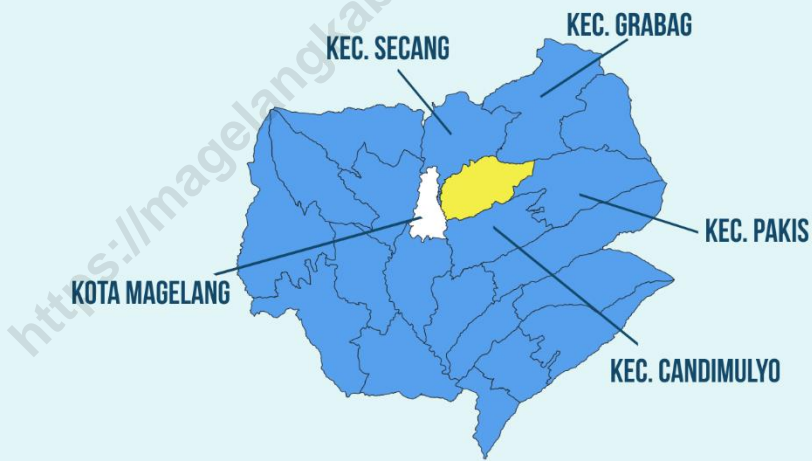 KEC. GRABAG
KEC. SECANG
KEC. PAKIS
KOTA MAGELANG
KEC. CANDIMULYO
https://magelangkab